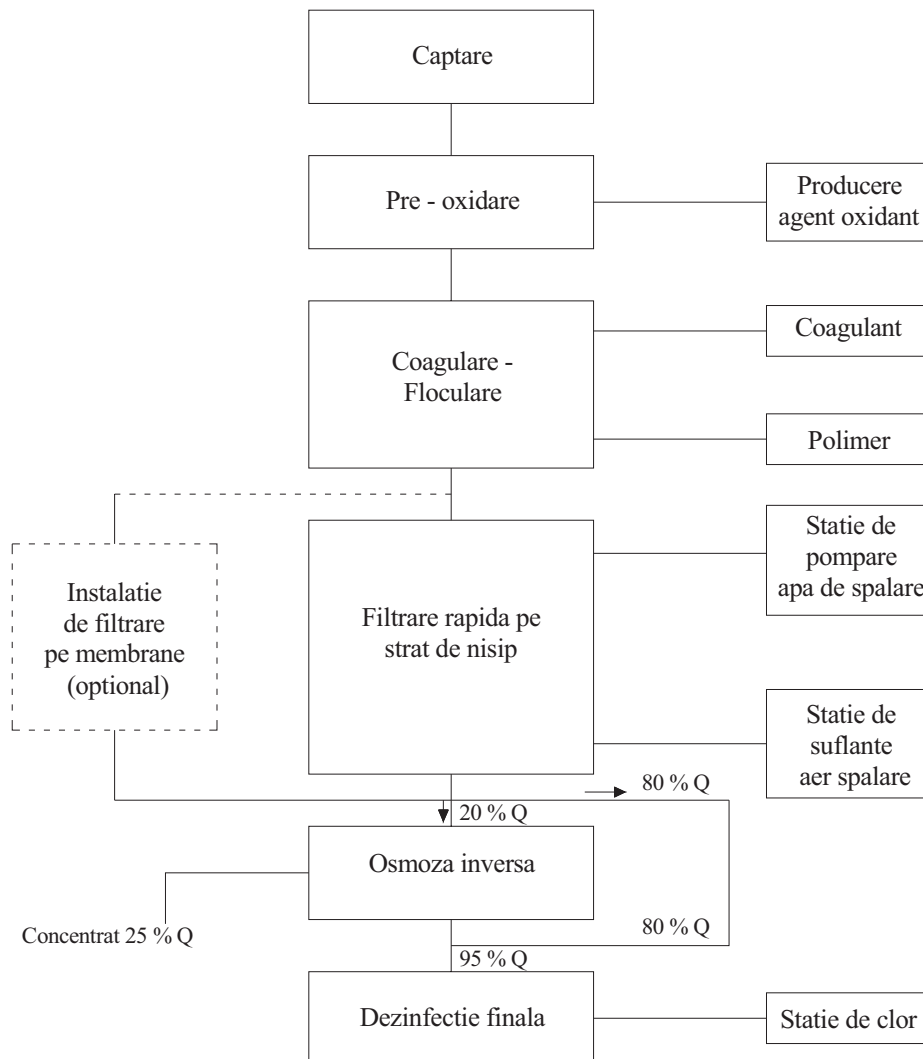 Captare
Pre - oxidare
Producere
agent oxidant
Coagulare -
Floculare
Coagulant
Polimer
Instalatie
de filtrare
pe membrane
(optional)
Filtrare rapida pe
strat de nisip
Statie de
pompare
apa de spalare
Statie de
suflante
aer spalare
80 % Q
20 % Q
Osmoza inversa
Concentrat 25 % Q
80 % Q
95 % Q
Dezinfectie finala
Statie de clor